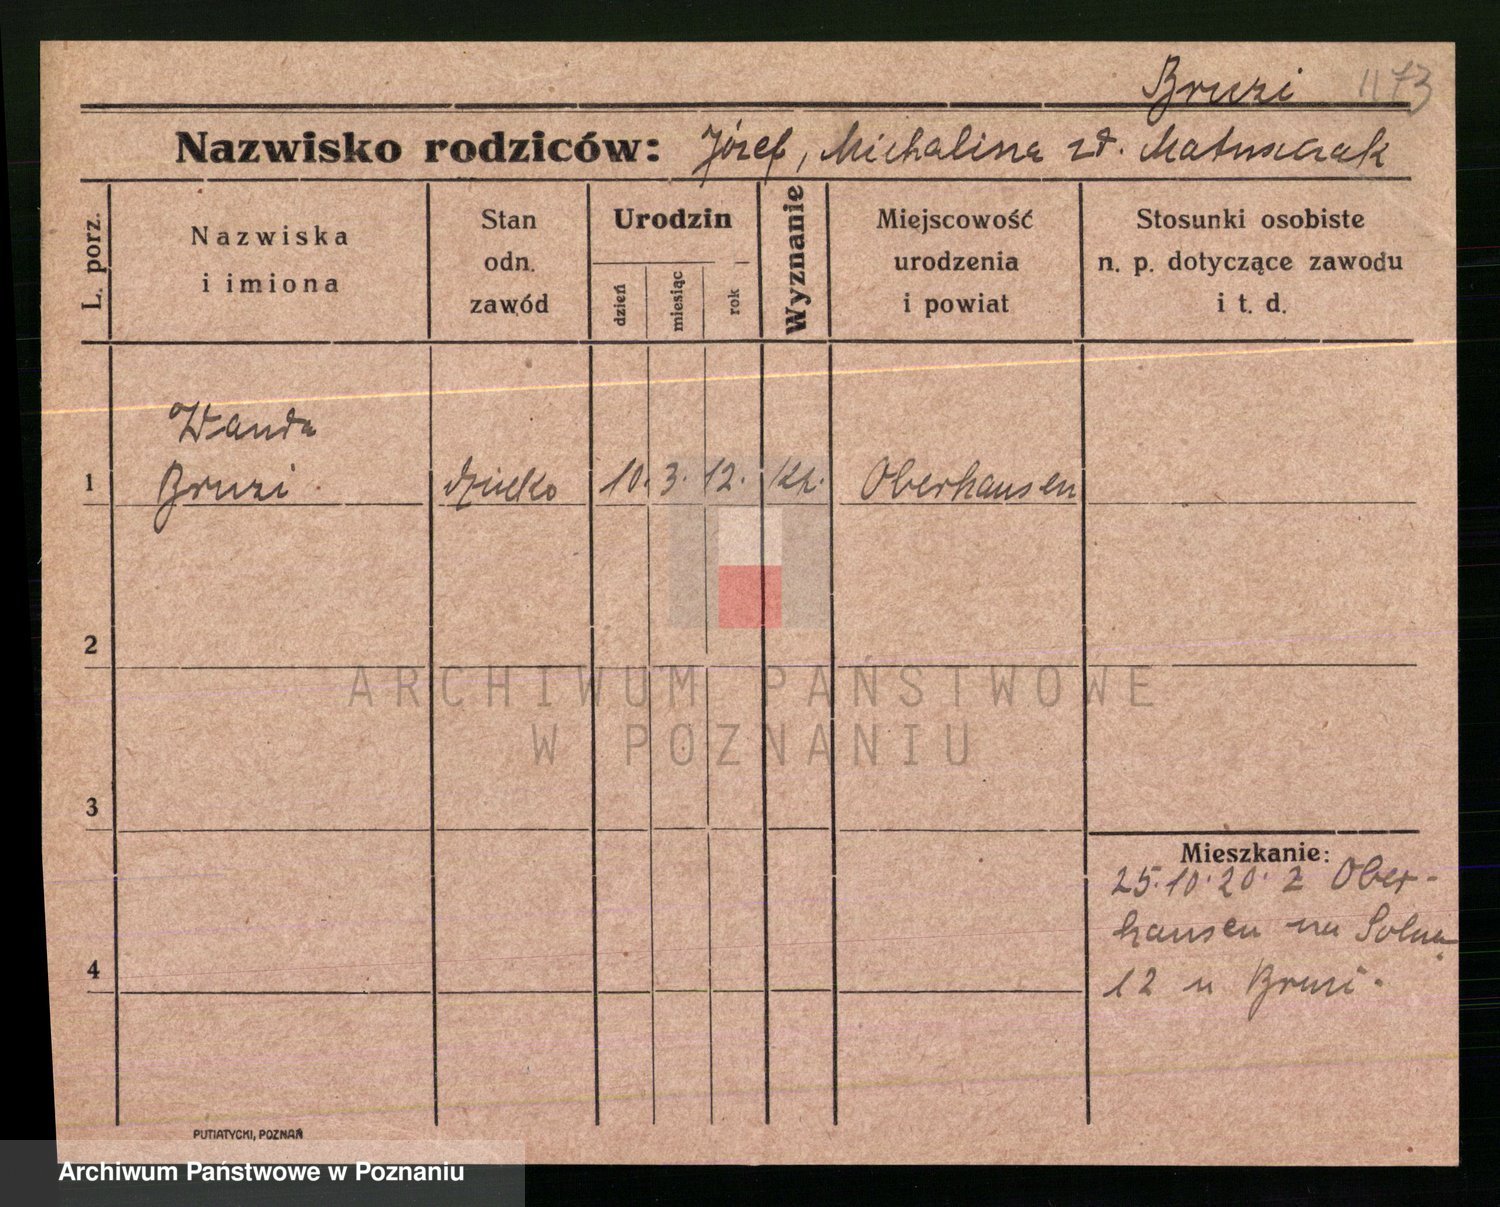 Bruzi 1173
Nazwisko rodziców: Józef, Michalina zd. Matuszczak
L. porz.
Nazwiska
i imiona
Stan
odn.
zawód
Urodzin
dzień
miesiąc
rok
Wyznanie
Miejscowość
urodzenia
i powiat
Stosunki osobiste
n. p. dotyczące zawodu
i t. d.
Wanda
1 Bruzi dziecko 10. 3. 12. kt. Oberhausen
2
ARCHIWUM PAŃSTWOWE
W POZNANIU
3
Mieszkanie:
25.10.20. z Ober-
hausen na Solna
4
12 u Bruzi.
PUTIATYCKI, POZNAŃ
Archiwum Państwowe w Poznaniu